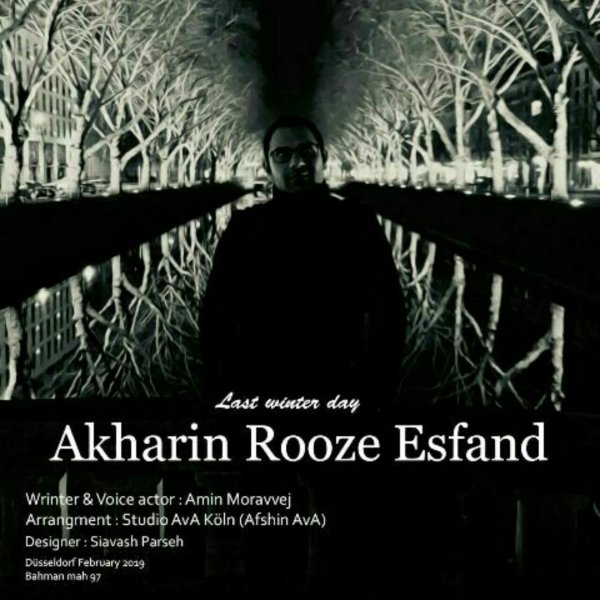 Last winter day
Akharin Rooze Esfand
Wrinter & Voice actor : Amin Moravvej
Arrangment : Studio AvA Köln (Afshin AvA)
Designer : Siavash Parseh
Düsseldorf February 2019
Bahman mah 97